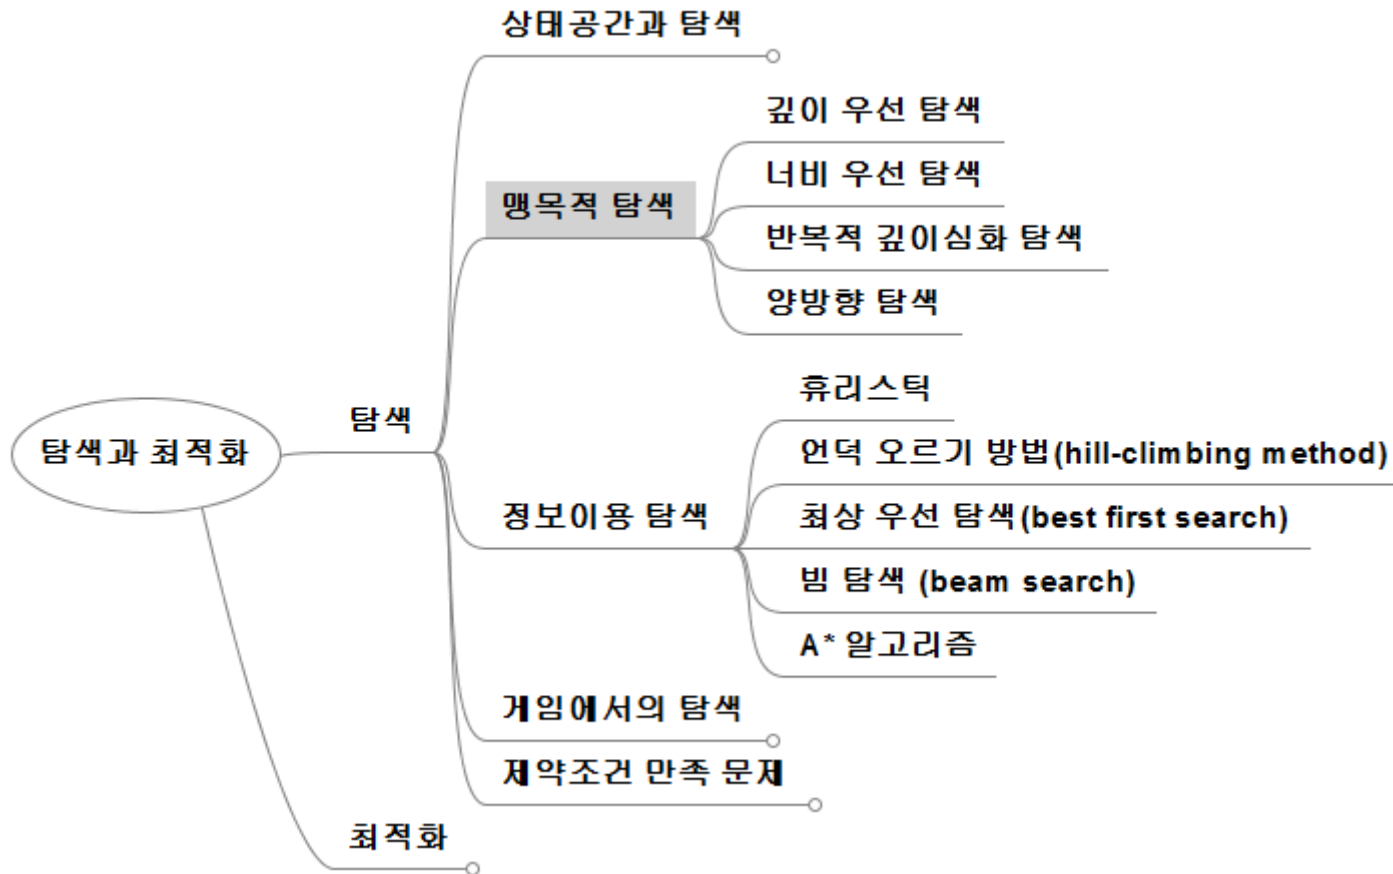 상태공간과 탐색
깊이 우선 탐색
너비 우선 탐색
맹목적 탐색
반복적 깊이심화 탐색
양방향 탐색
휴리스틱
탐색
언덕 오르기 방법(hill-climbing method)
탐색과 최적화
정보이용 탐색
최상 우선 탐색(best first search)
빔 탐색 (beam search)
A* 알고리즘
게임에서의 탐색
제약조건 만족 문제
최적화